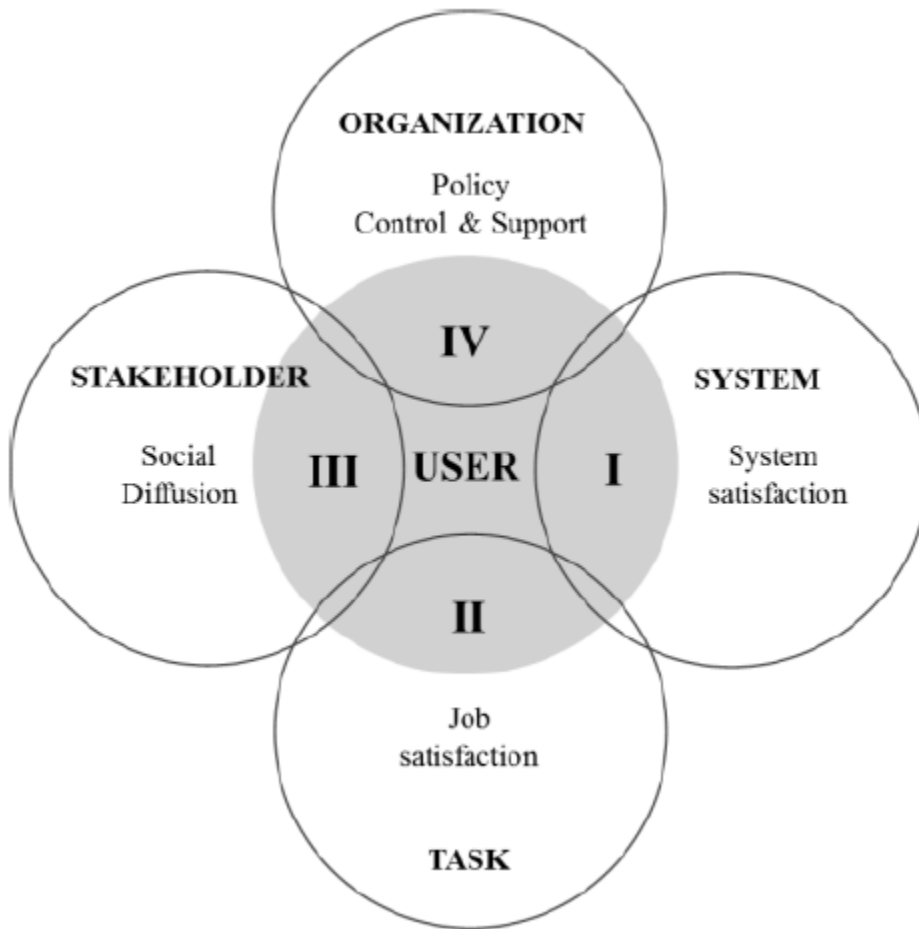 ORGANIZATION
Policy
Control & Support
IV
STAKEHOLDER
SYSTEM
Social
Diffusion
III
USER
I
System
satisfaction
II
Job
satisfaction
TASK